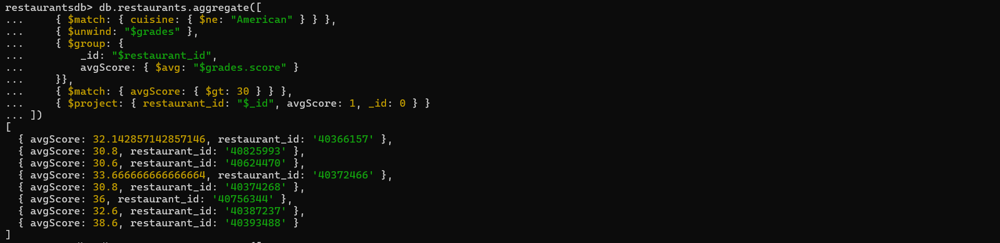 restaurantsdb> db.restaurants.aggregate([
...     { $match: { cuisine: { $ne: "American" } } },
...     { $unwind: "$grades" },
...     { $group: {
...         _id: "$restaurant_id",
...         avgScore: { $avg: "$grades.score" }
...     }},
...     { $match: { avgScore: { $gt: 30 } } },
...     { $project: { restaurant_id: "$_id", avgScore: 1, _id: 0 } }
... ])
[
  { avgScore: 32.142857142857146, restaurant_id: '40366157' },
  { avgScore: 30.8, restaurant_id: '40825993' },
  { avgScore: 30.6, restaurant_id: '40624470' },
  { avgScore: 33.666666666666664, restaurant_id: '40372466' },
  { avgScore: 30.8, restaurant_id: '40374268' },
  { avgScore: 36, restaurant_id: '40756344' },
  { avgScore: 32.6, restaurant_id: '40387237' },
  { avgScore: 38.6, restaurant_id: '40393488' }
]